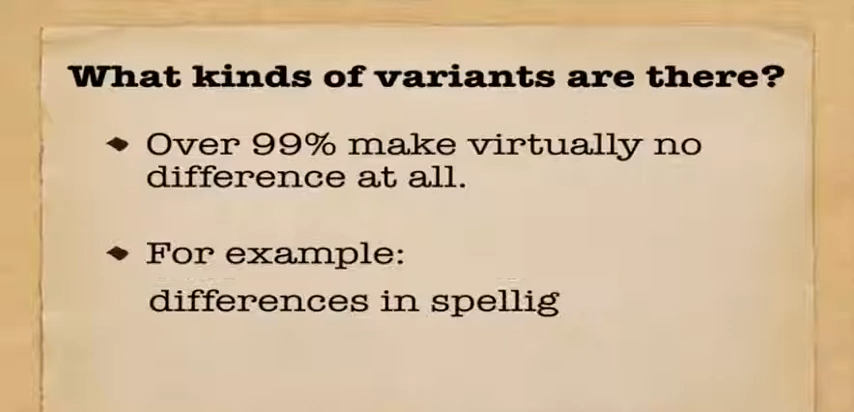 What kinds of variants are there?
Over 99% make virtually no
difference at all.
For example:
differences in spellig